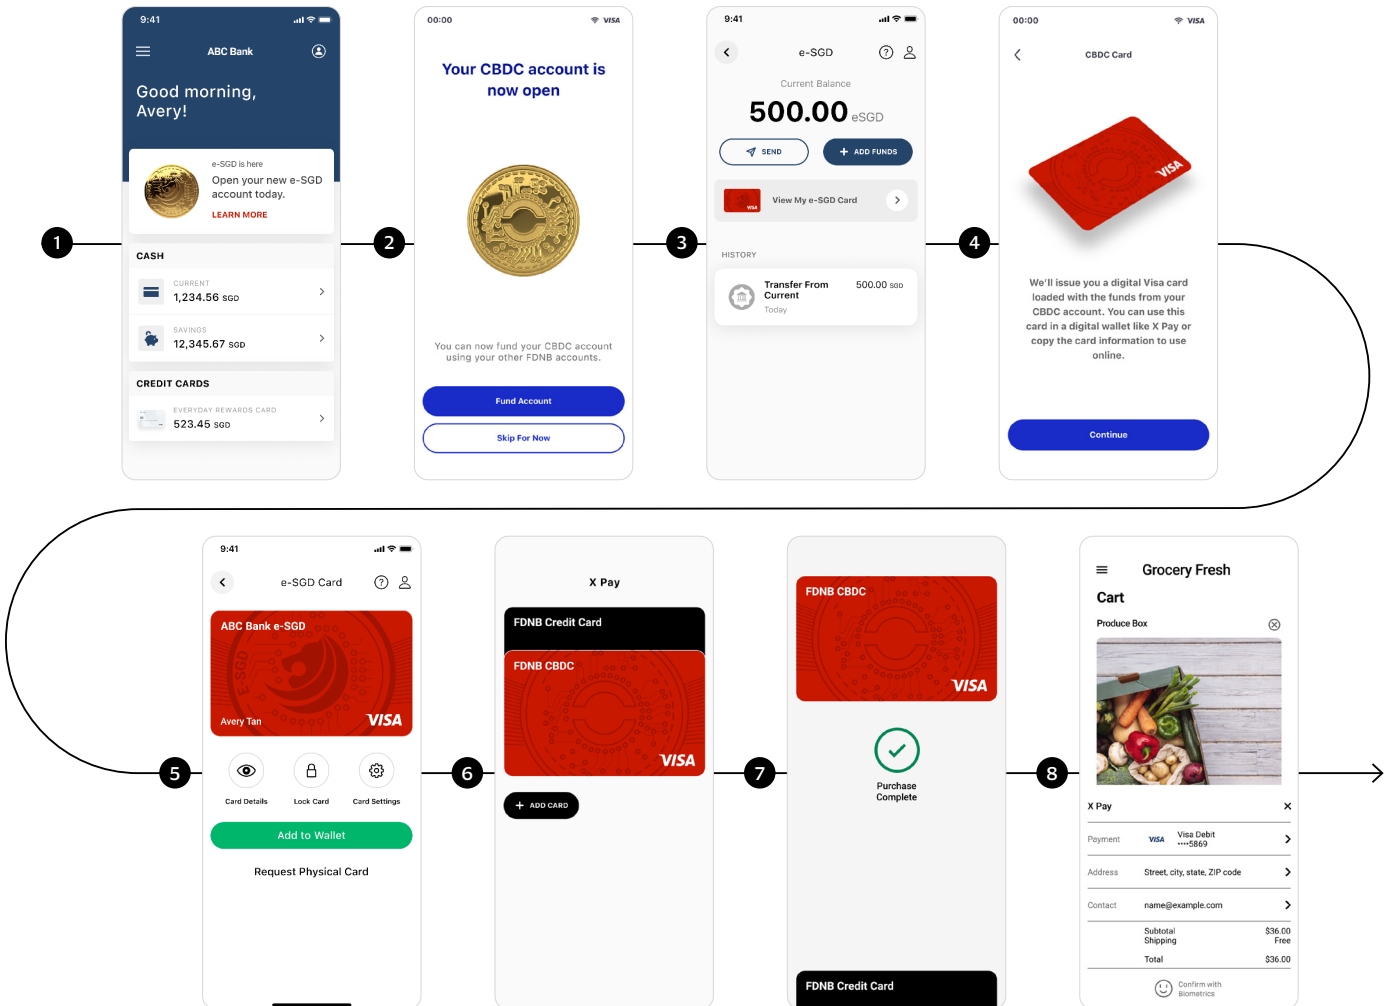 1
9:41
ABC Bank
Good morning,
Avery!
e-SGD is here
Open your new e-SGD
account today.
LEARN MORE
CASH
CURRENT
1,234.56 SGD
SAVINGS
12,345.67 SGD
CREDIT CARDS
EVERYDAY REWARDS CARD
523.45 SGD
2
00:00
VISA
Your CBDC account is
now open
You can now fund your CBDC account
using your other FDNB accounts.
Fund Account
Skip For Now
3
9:41
e-SGD
?
Current Balance
500.00 eSGD
SEND
+ ADD FUNDS
VISA
View My e-SGD Card
HISTORY
Transfer From
Current
500.00 SGD
Today
4
00:00
VISA
CBDC Card
VISA
We'll issue you a digital Visa card
loaded with the funds from your
CBDC account. You can use this
card in a digital wallet like X Pay or
copy the card information to use
online.
Continue
5
9:41
e-SGD Card
?
ABC Bank e-SGD
E-SGD
Avery Tan
VISA
Card Details
Lock Card
Card Settings
Add to Wallet
Request Physical Card
6
X Pay
FDNB Credit Card
FDNB CBDC
VISA
+ ADD CARD
7
FDNB CBDC
VISA
Purchase
Complete
FDNB Credit Card
8
Grocery Fresh
Cart
Produce Box
X Pay
Payment
VISA
Visa Debit
••••5869
Address
Street, city, state, ZIP code
Contact
name@example.com
Subtotal $36.00
Shipping Free
Total $36.00
Confirm with
Biometrics